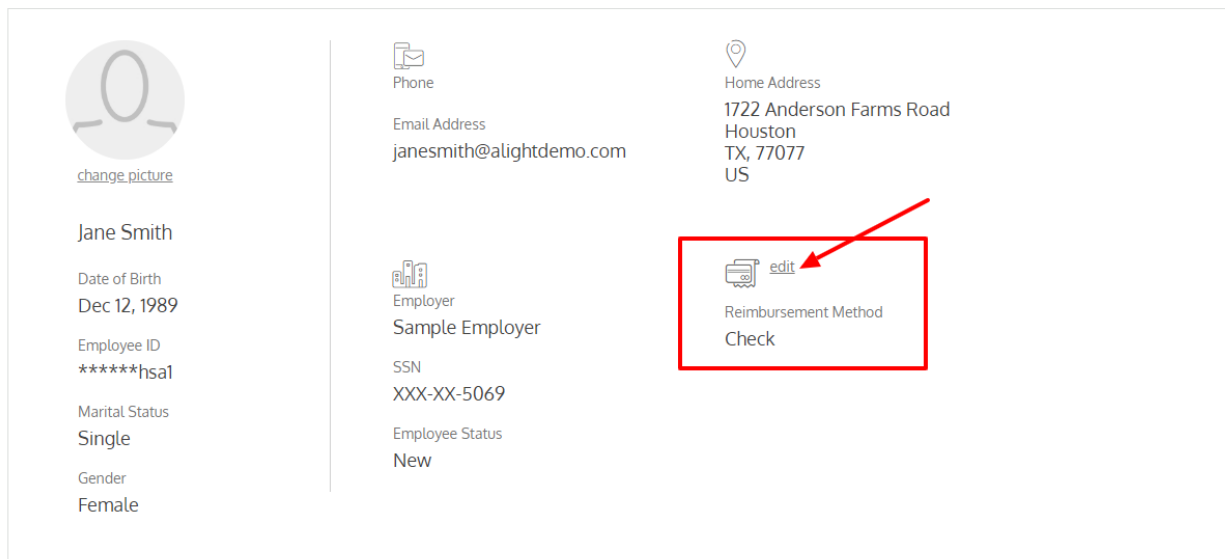 change picture
Jane Smith
Date of Birth
Dec 12, 1989
Employee ID
******hsa1
Marital Status
Single
Gender
Female
Phone
Email Address
janesmith@alightdemo.com
Employer
Sample Employer
SSN
XXX-XX-5069
Employee Status
New
Home Address
1722 Anderson Farms Road
Houston
TX, 77077
US
edit
Reimbursement Method
Check